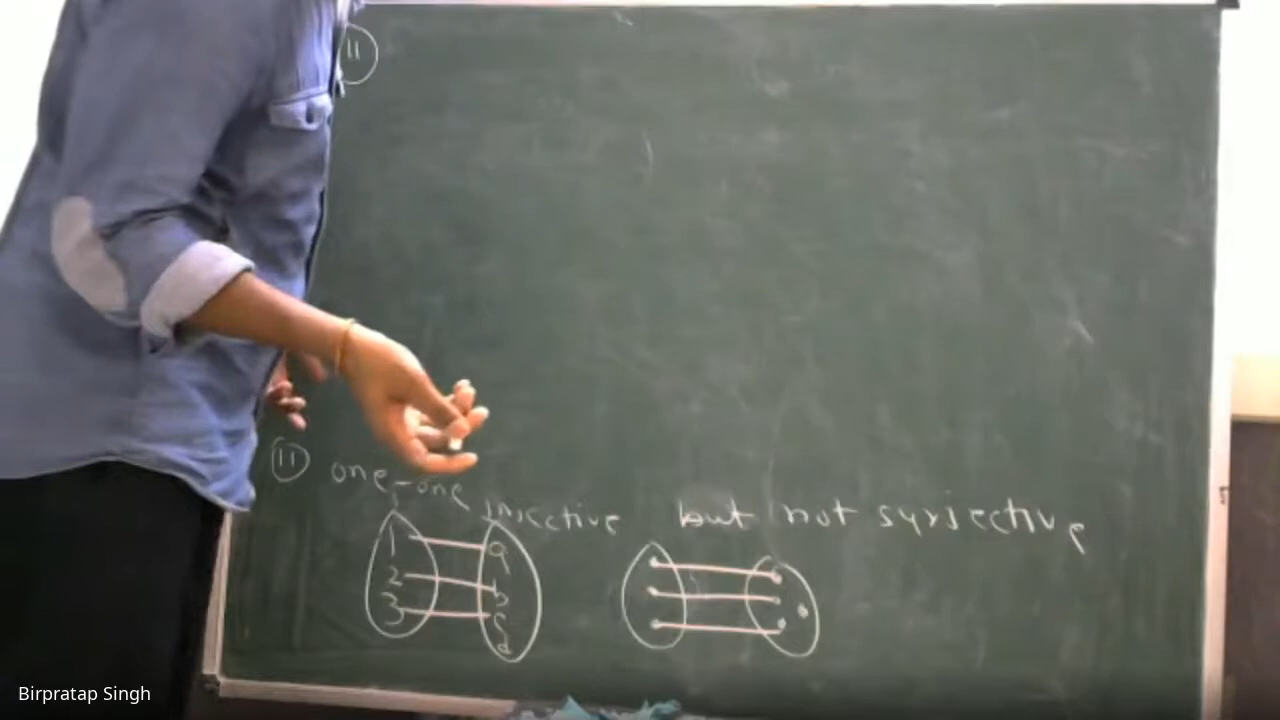 11
11 one-one injective but not surjective
1 a
2 b
3 c
d
Birpratap Singh